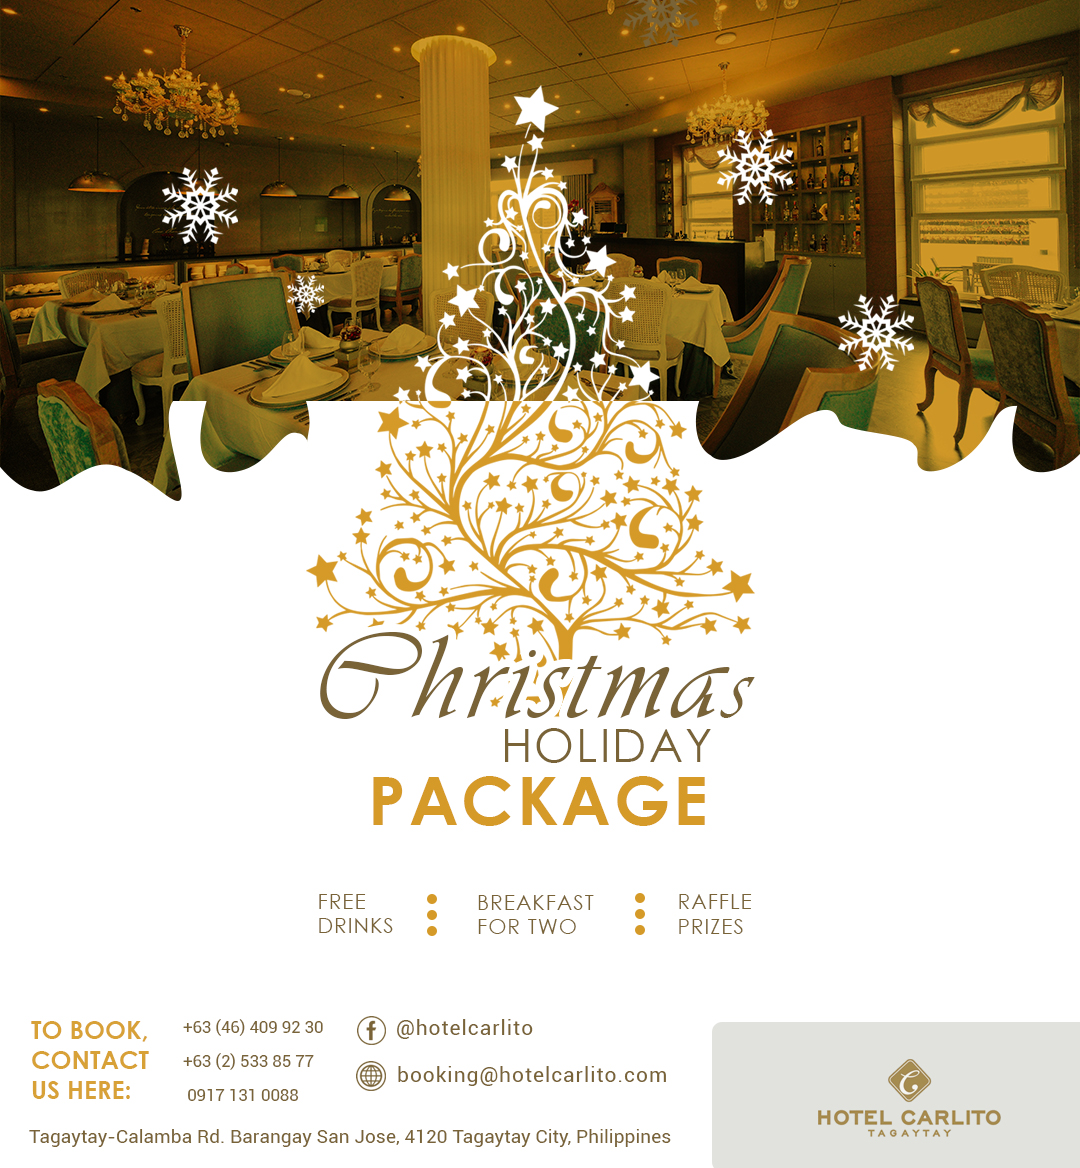 Christmas
HOLIDAY
PACKAGE
FREE
DRINKS
BREAKFAST
FOR TWO
RAFFLE
PRIZES
TO BOOK,
CONTACT
US HERE:
+63 (46) 409 92 30
+63 (2) 533 85 77
0917 131 0088
@hotelcarlito
booking@hotelcarlito.com
Tagaytay-Calamba Rd. Barangay San Jose, 4120 Tagaytay City, Philippines
HOTEL CARLITO
TAGAYTAY